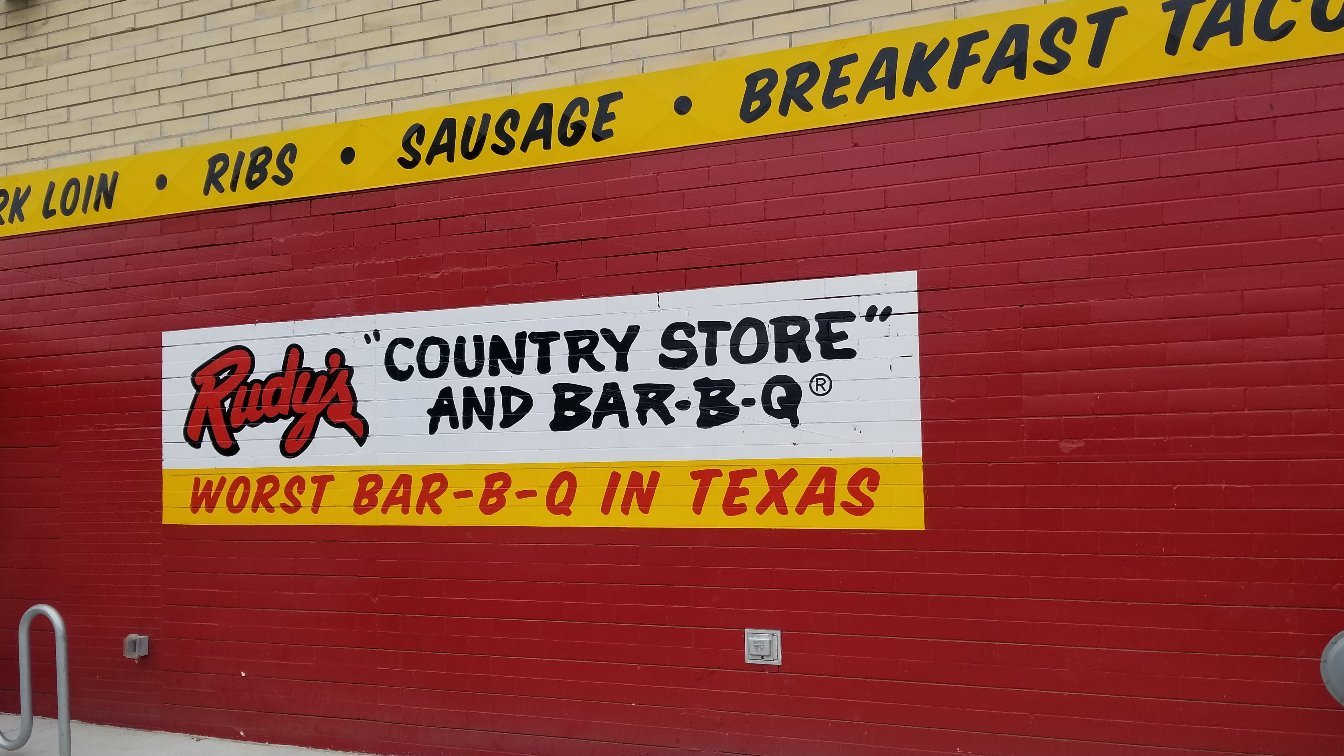 RK LOIN • RIBS • SAUSAGE • BREAKFAST TACO
Rudy's "COUNTRY STORE"
AND BAR-B-Q®
WORST BAR-B-Q IN TEXAS